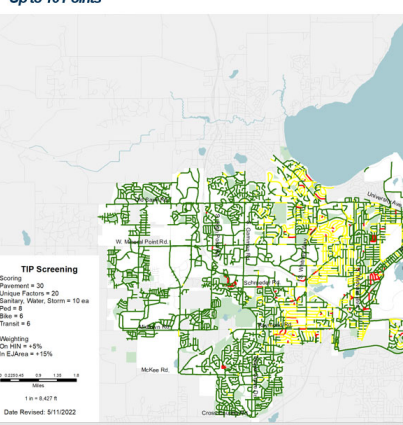 Up to 10 Points
University Ave
W. Mineral Point Rd.
Schroeder Rd.
McKee Rd.
TIP Screening
Scoring
Pavement = 30
Unique Factors = 20
Sanitary, Water, Storm = 10 ea
Ped = 8
Bike = 6
Transit = 6
Weighting
On HIN = +5%
In EJArea = +15%
Miles
1 in = 8,427 ft
Date Revised: 5/11/2022